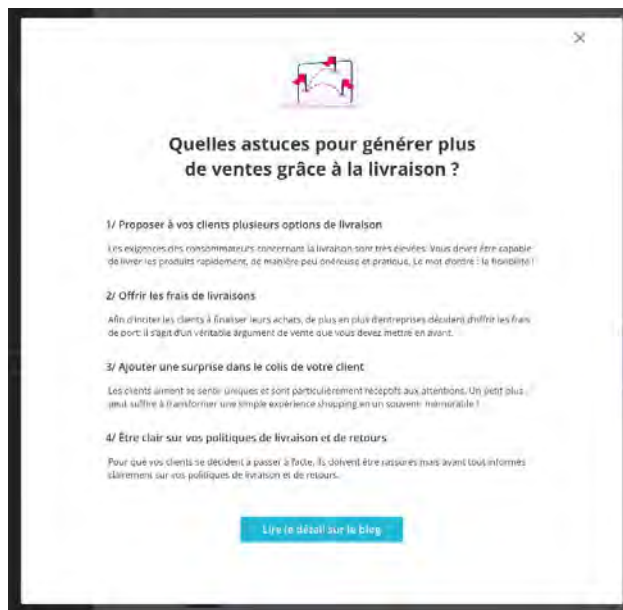 Quelles astuces pour générer plus
de ventes grâce à la livraison ?
1/ Proposer à vos clients plusieurs options de livraison
Les exigences des consommateurs concernant la livraison sont très élevées. Vous devez être capable
de livrer les produits rapidement, de manière peu onéreuse et pratique. Le mot d'ordre : la flexibilité !
2/ Offrir les frais de livraisons
Afin d'inciter les clients à finaliser leurs achats, de plus en plus d'entreprises décident d'offrir les frais
de port: il s'agit d'un véritable argument de vente que vous devez mettre en avant.
3/ Ajouter une surprise dans le colis de votre client
Les clients aiment se sentir uniques et sont particulièrement réceptifs aux attentions. Un petit plus
peut suffire à transformer une simple expérience shopping en un souvenir mémorable !
4/ Être clair sur vos politiques de livraison et de retours
Pour que vos clients se décident à passer à l'acte, ils doivent être rassurés mais avant tout informés
clairement sur vos politiques de livraison et de retours.
Lire le détail sur le blog